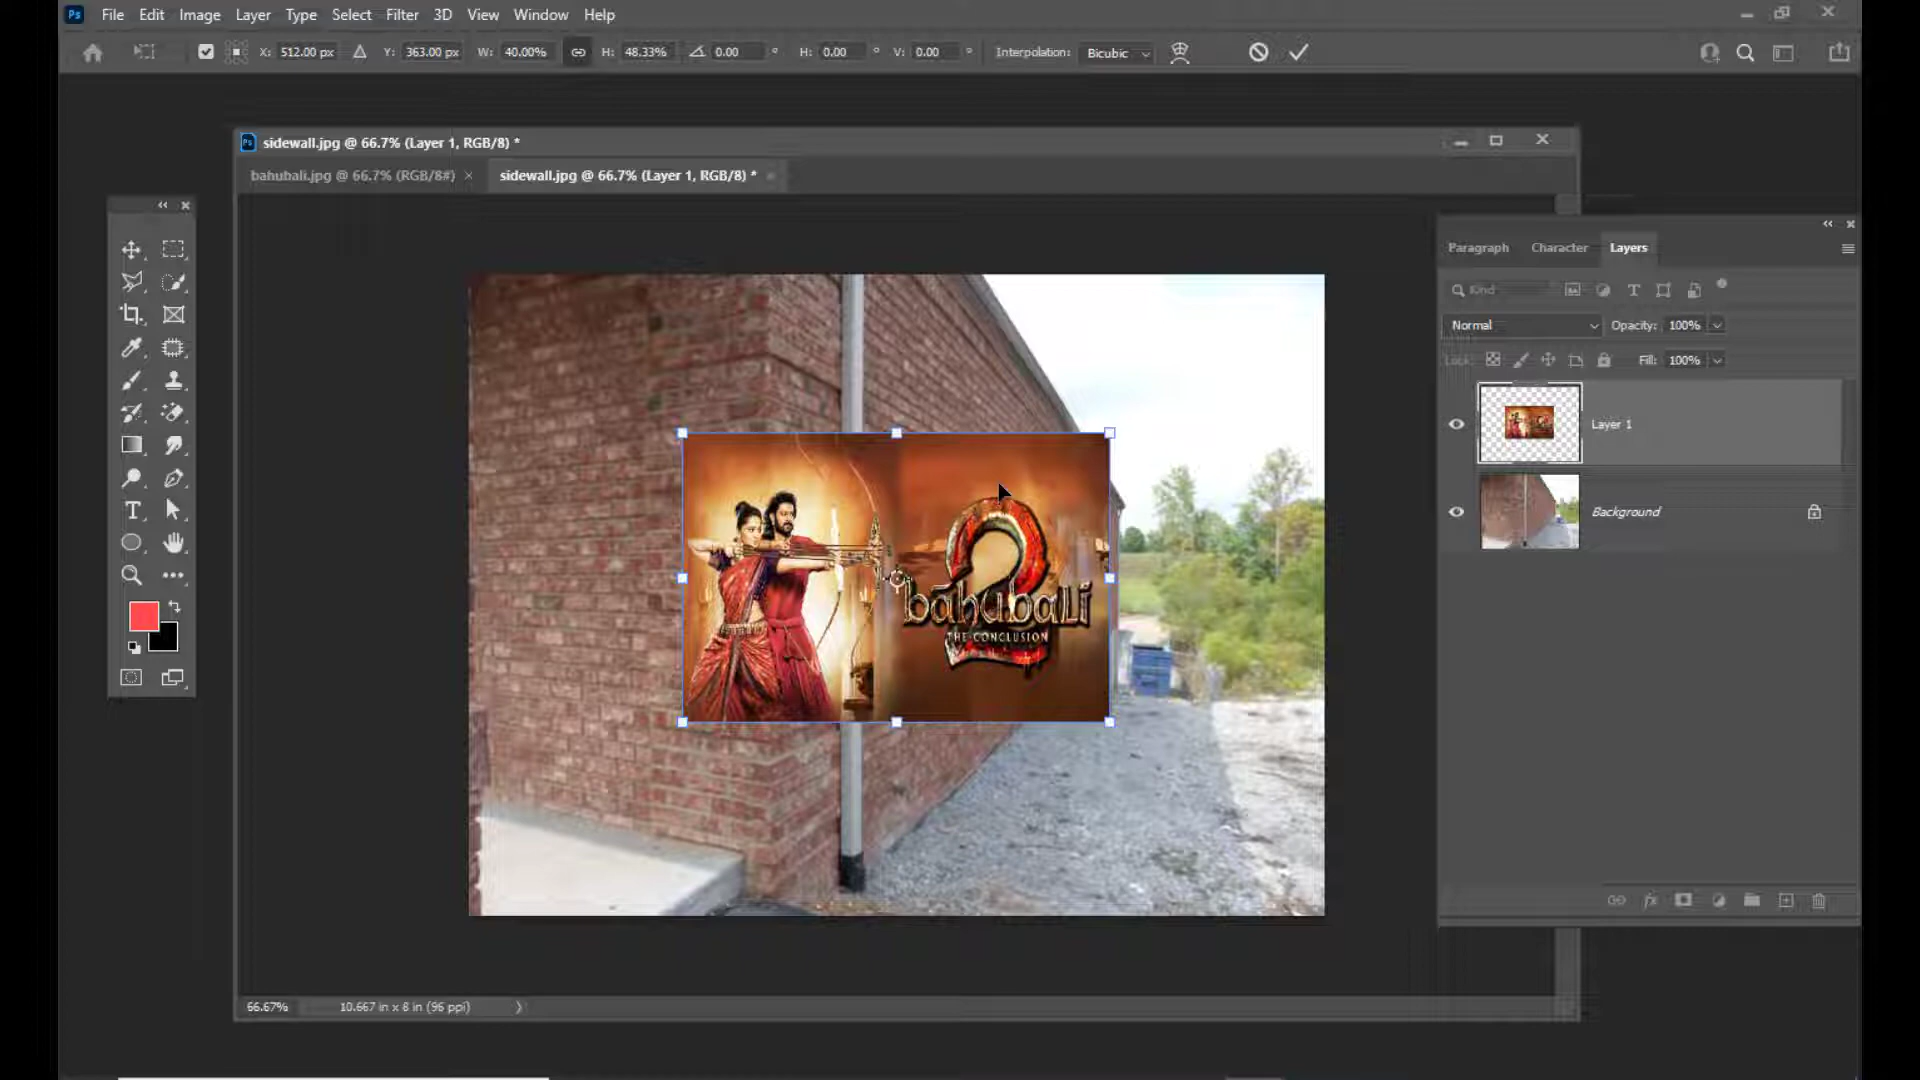 Ps File Edit Image Layer Type Select Filter 3D View Window Help
X: 512.00 px Y: 363.00 px W: 40.00% H: 48.33% 0.00 ° H: 0.00 ° V: 0.00 ° Interpolation: Bicubic
Ps sidewall.jpg @ 66.7% (Layer 1, RGB/8) *
bahubali.jpg @ 66.7% (RGB/8#) × sidewall.jpg @ 66.7% (Layer 1, RGB/8) * ×
Paragraph Character Layers
Kind
Normal Opacity: 100%
Lock: Fill: 100%
Layer 1
Background
2
bahubali
THE CONCLUSION
66.67% 10.667 in x 8 in (96 ppi)